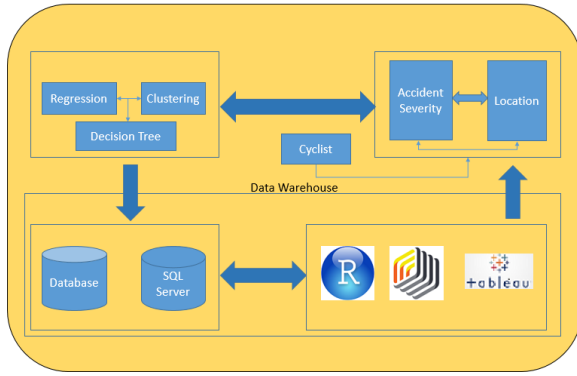 Regression
Clustering
Decision Tree
Accident
Severity
Location
Cyclist
Data Warehouse
Database
SQL
Server
R
tableau